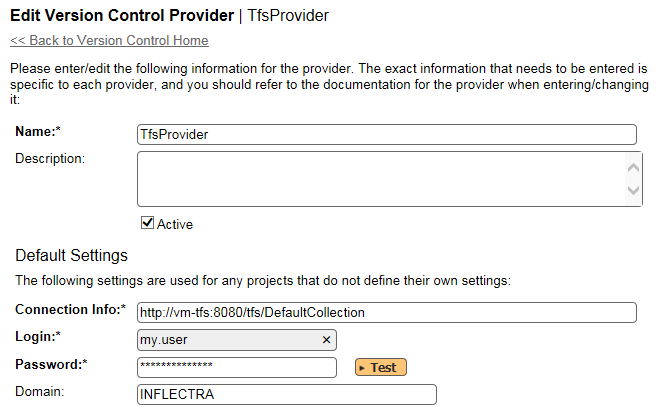 Edit Version Control Provider | TfsProvider
<< Back to Version Control Home
Please enter/edit the following information for the provider. The exact information that needs to be entered is
specific to each provider, and you should refer to the documentation for the provider when entering/changing
it:
Name:* TfsProvider
Description:
Active
Default Settings
The following settings are used for any projects that do not define their own settings:
Connection Info:* http://vm-tfs:8080/tfs/DefaultCollection
Login:* my.user ×
Password:* ************** Test
Domain: INFLECTRA